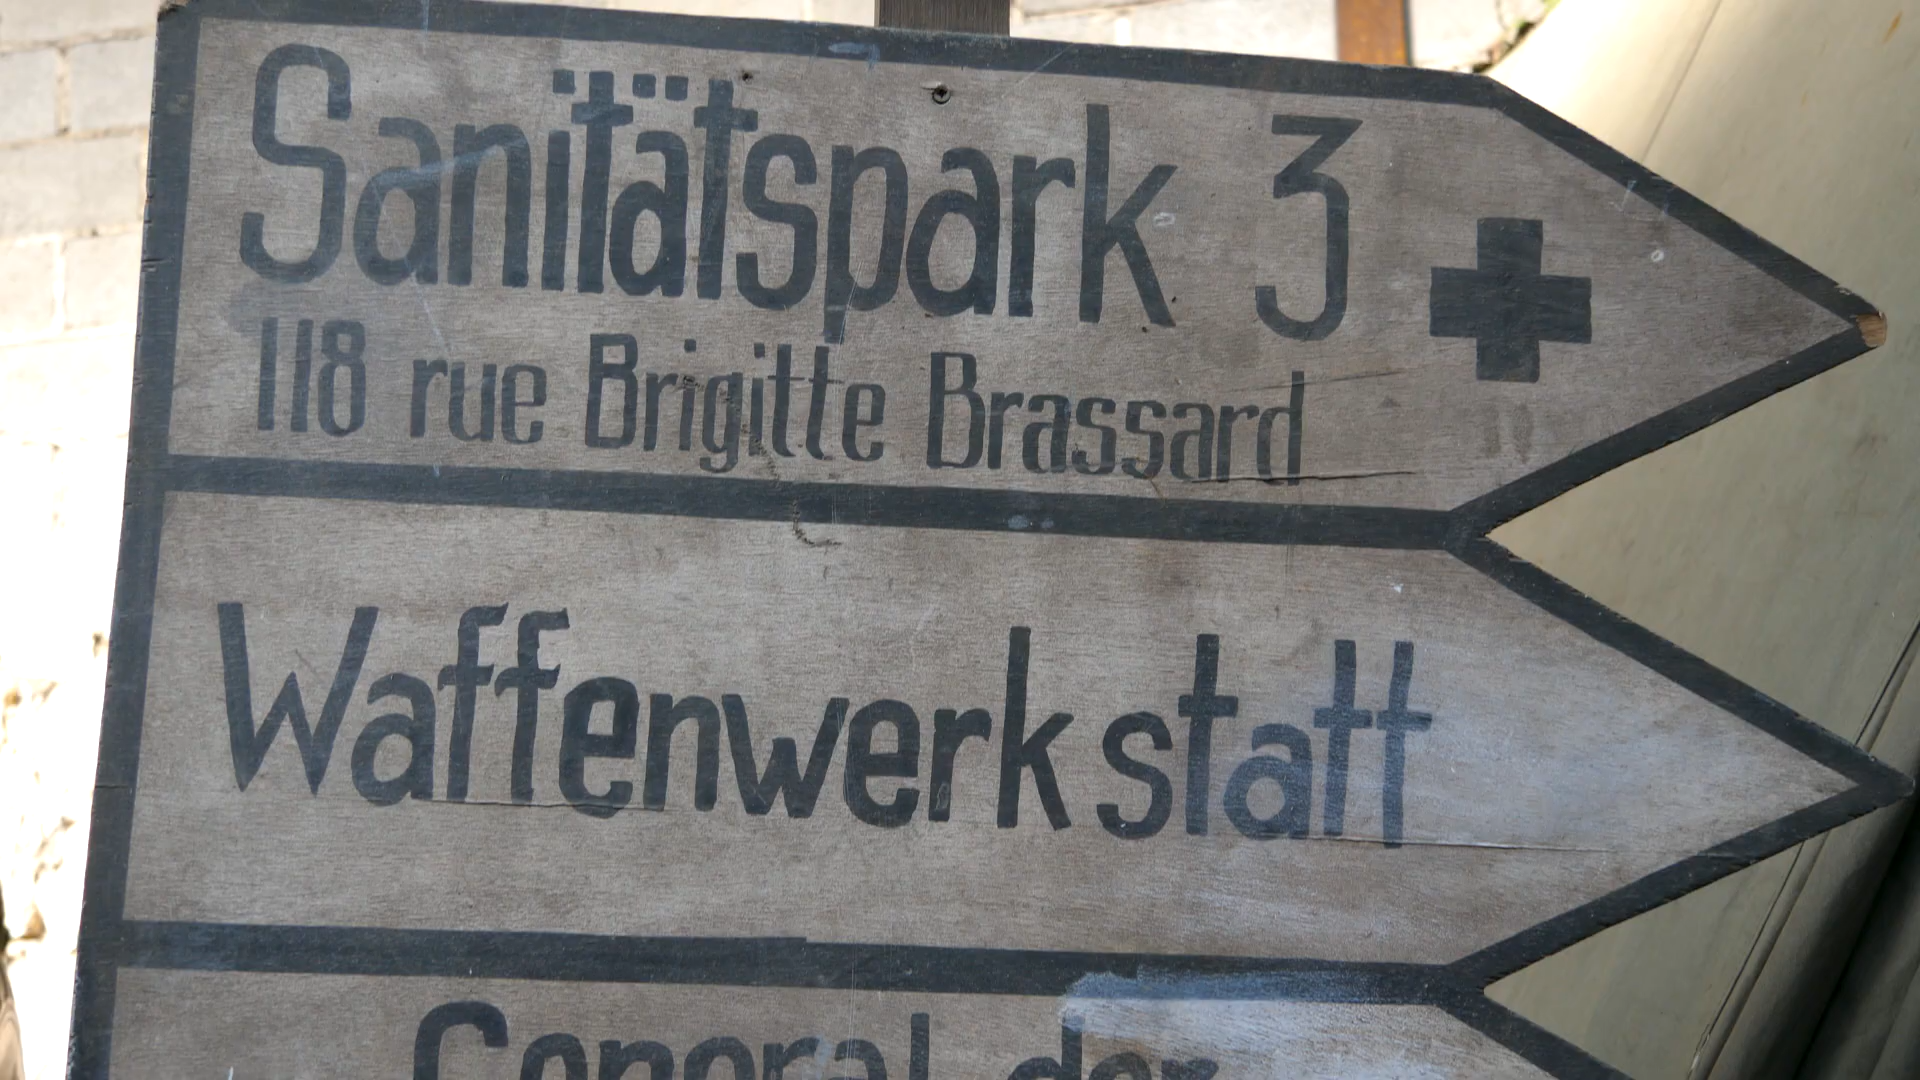 Sanitätspark 3
118 rue Brigitte Brassard
Waffenwerkstatt
General der